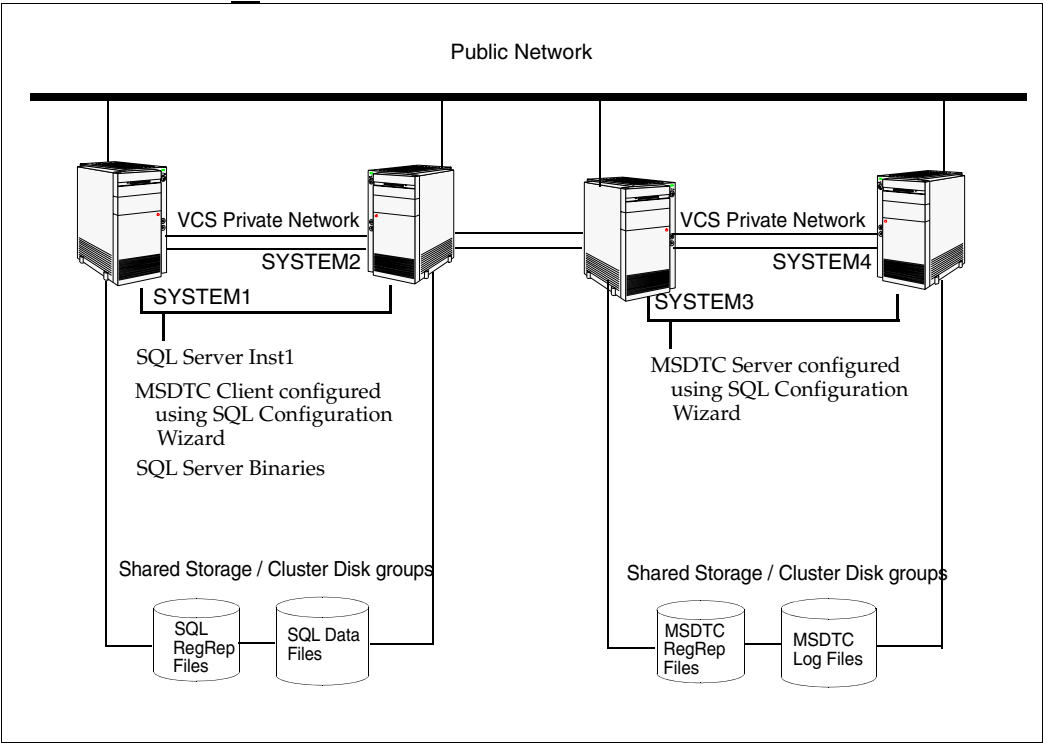 Public Network
VCS Private Network
SYSTEM2
SYSTEM1
SQL Server Inst1
MSDTC Client configured
using SQL Configuration
Wizard
SQL Server Binaries
VCS Private Network
SYSTEM4
SYSTEM3
MSDTC Server configured
using SQL Configuration
Wizard
Shared Storage / Cluster Disk groups
SQL
RegRep
Files
SQL Data
Files
Shared Storage / Cluster Disk groups
MSDTC
RegRep
Files
MSDTC
Log Files